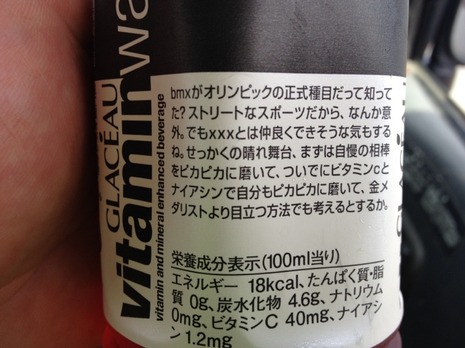 GLACÉAU
vitaminwa
vitamin and mineral enhanced beverage
bmxがオリンピックの正式種目だって知って
た?ストリートなスポーツだから、なんか意
外。でもxxxとは仲良くできそうな気もする
ね。せっかくの晴れ舞台、まずは自慢の相棒
をピカピカに磨いて、ついでにビタミンcと
ナイアシンで自分もピカピカに磨いて、金メ
ダリストより目立つ方法でも考えるとするか。
栄養成分表示(100ml当り)
エネルギー 18kcal、たんぱく質・脂
質 0g、炭水化物 4.6g、ナトリウム
0mg、ビタミンC 40mg、ナイアシ
ン 1.2mg